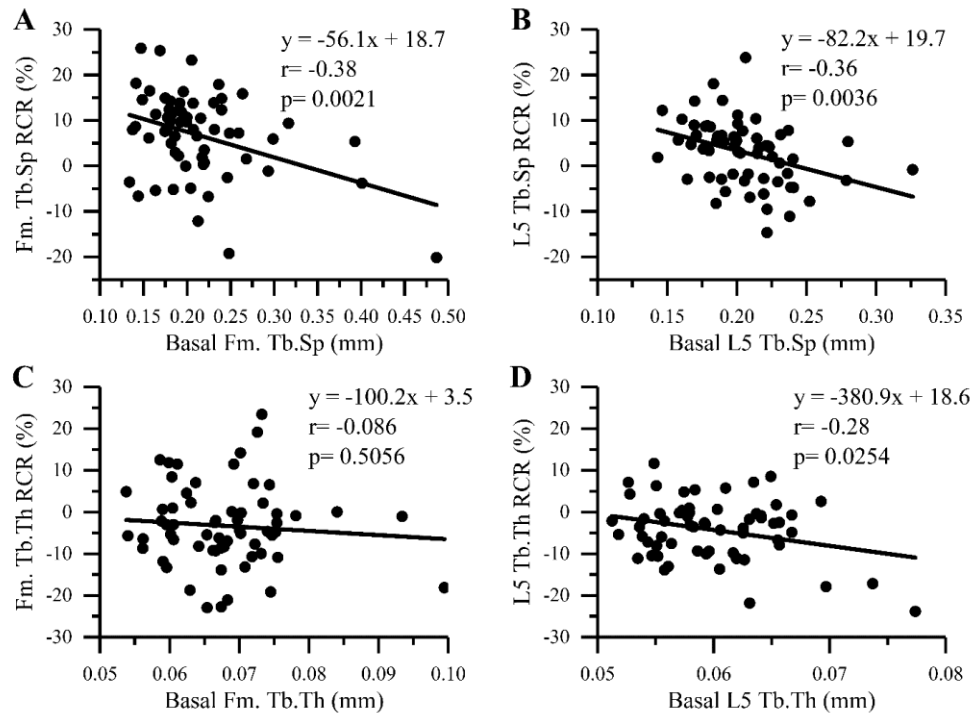 A
B
y = -56.1x + 18.7
r= -0.38
p= 0.0021
y = -82.2x + 19.7
r= -0.36
p= 0.0036
Fm. Tb.Sp RCR (%)
30
20
10
0
-10
-20
0.10 0.15 0.20 0.25 0.30 0.35 0.40 0.45 0.50
Basal Fm. Tb.Sp (mm)
L5 Tb.Sp RCR (%)
30
20
10
0
-10
-20
0.10 0.15 0.20 0.25 0.30 0.35
Basal L5 Tb.Sp (mm)
C
D
y = -100.2x + 3.5
r= -0.086
p= 0.5056
y = -380.9x + 18.6
r= -0.28
p= 0.0254
Fm. Tb.Th RCR (%)
30
20
10
0
-10
-20
-30
0.05 0.06 0.07 0.08 0.09 0.10
Basal Fm. Tb.Th (mm)
L5 Tb.Th RCR (%)
30
20
10
0
-10
-20
-30
0.05 0.06 0.07 0.08
Basal L5 Tb.Th (mm)